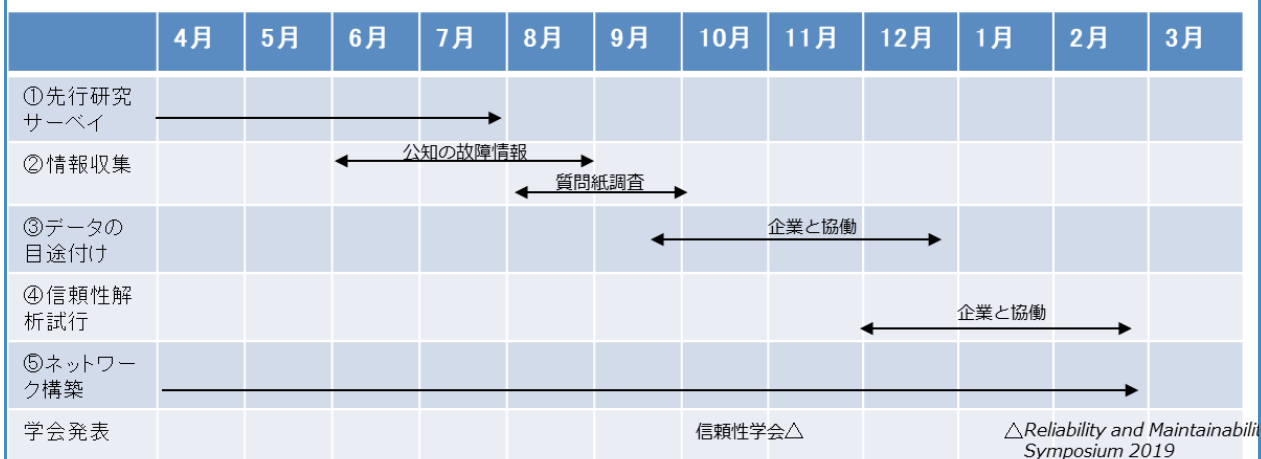 4月 5月 6月 7月 8月 9月 10月 11月 12月 1月 2月 3月
①先行研究
サーベイ
②情報収集
公知の故障情報
質問紙調査
③データの
目途付け
企業と協働
④信頼性解
析試行
企業と協働
⑤ネットワー
ク構築
学会発表
信頼性学会△
△Reliability and Maintainabili
Symposium 2019